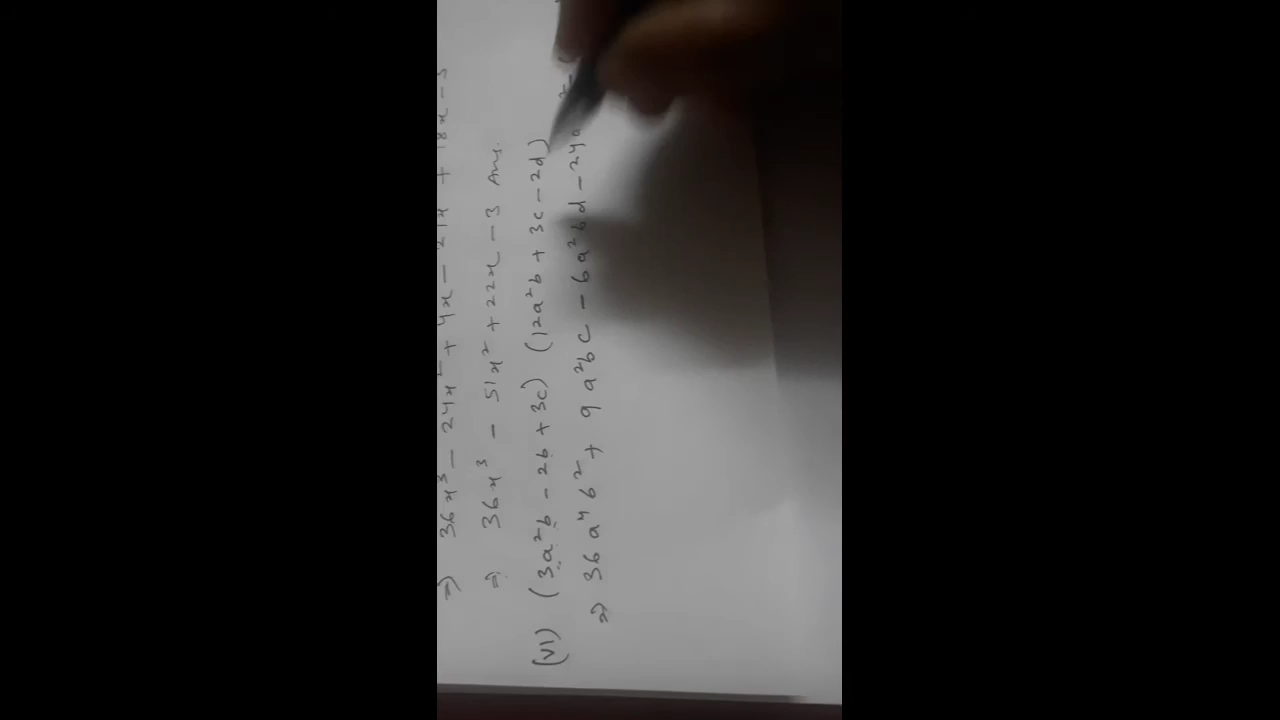 ⇒) 36x³ - 24x² + 4x - 27x + 18x - 3
⇒) 36x³ - 51x² + 22x - 3 Ans.
(VI) (3a²b - 2b + 3c) (12a²b + 3c - 2d)
⇒) 36a⁴b² + 9a²bc - 6a²bd - 24a